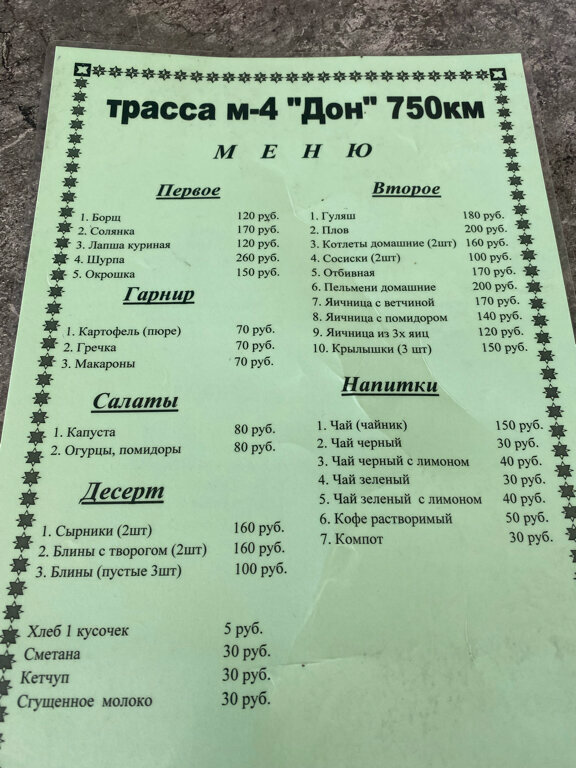 трасса м-4 "Дон" 750км
М Е Н Ю
Первое
1. Борщ 120 руб.
2. Солянка 170 руб.
3. Лапша куриная 120 руб.
4. Шурпа 260 руб.
5. Окрошка 150 руб.
Гарнир
1. Картофель (пюре) 70 руб.
2. Гречка 70 руб.
3. Макароны 70 руб.
Салаты
1. Капуста 80 руб.
2. Огурцы, помидоры 80 руб.
Десерт
1. Сырники (2шт) 160 руб.
2. Блины с творогом (2шт) 160 руб.
3. Блины (пустые 3шт) 100 руб.
Хлеб 1 кусочек 5 руб.
Сметана 30 руб.
Кетчуп 30 руб.
Сгущенное молоко 30 руб.
Второе
1. Гуляш 180 руб.
2. Плов 200 руб.
3. Котлеты домашние (2шт) 160 руб.
4. Сосиски (2шт) 100 руб.
5. Отбивная 170 руб.
6. Пельмени домашние 200 руб.
7. Яичница с ветчиной 170 руб.
8. Яичница с помидором 140 руб.
9. Яичница из 3х яиц 120 руб.
10. Крылышки (3 шт) 150 руб.
Напитки
1. Чай (чайник) 150 руб.
2. Чай черный 30 руб.
3. Чай черный с лимоном 40 руб.
4. Чай зеленый 30 руб.
5. Чай зеленый с лимоном 40 руб.
6. Кофе растворимый 50 руб.
7. Компот 30 руб.